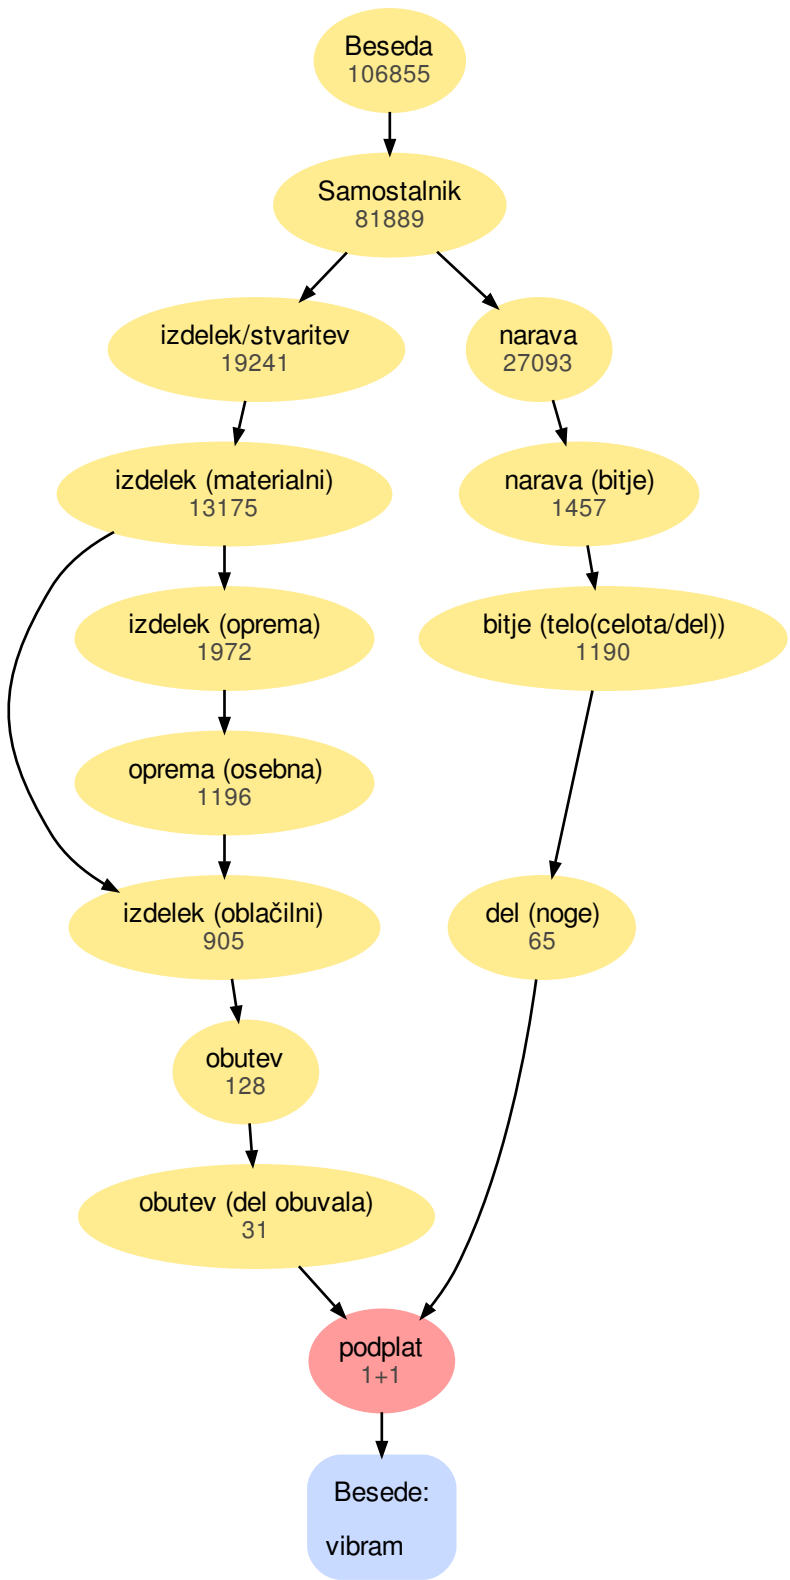 Beseda
106855
Samostalnik
81889
izdelek/stvaritev
19241
narava
27093
izdelek (materialni)
13175
narava (bitje)
1457
izdelek (oprema)
1972
bitje (telo(celota/del))
1190
oprema (osebna)
1196
izdelek (oblačilni)
905
del (noge)
65
obutev
128
obutev (del obuvala)
31
podplat
1+1
Besede:
vibram